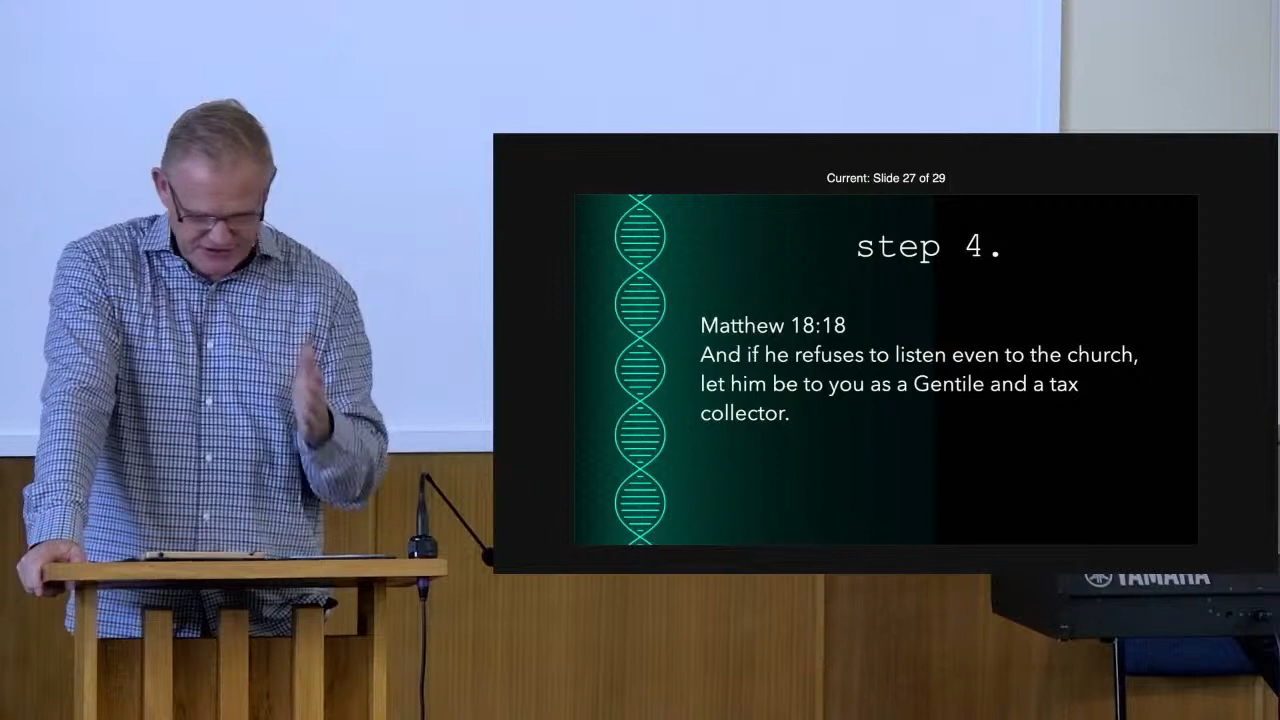 Current: Slide 27 of 29
step 4.
Matthew 18:18
And if he refuses to listen even to the church,
let him be to you as a Gentile and a tax
collector.
YAMAHA